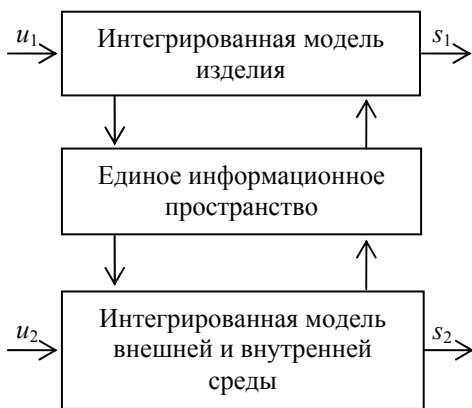 u₁
Интегрированная модель
изделия
s₁
Единое информационное
пространство
u₂
Интегрированная модель
внешней и внутренней
среды
s₂